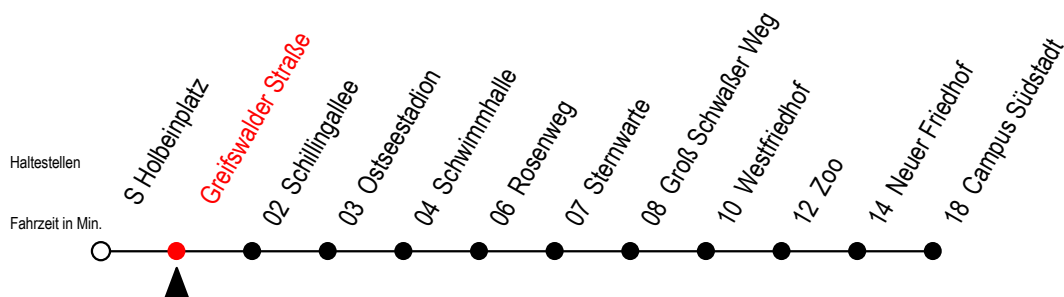 Haltestellen
Fahrzeit in Min.
S Holbeinplatz
Greifswalder Straße
02 Schillingallee
03 Ostseestadion
04 Schwimmhalle
06 Rosenweg
07 Sternwarte
08 Groß Schwaßer Weg
10 Westfriedhof
12 Zoo
14 Neuer Friedhof
18 Campus Südstadt